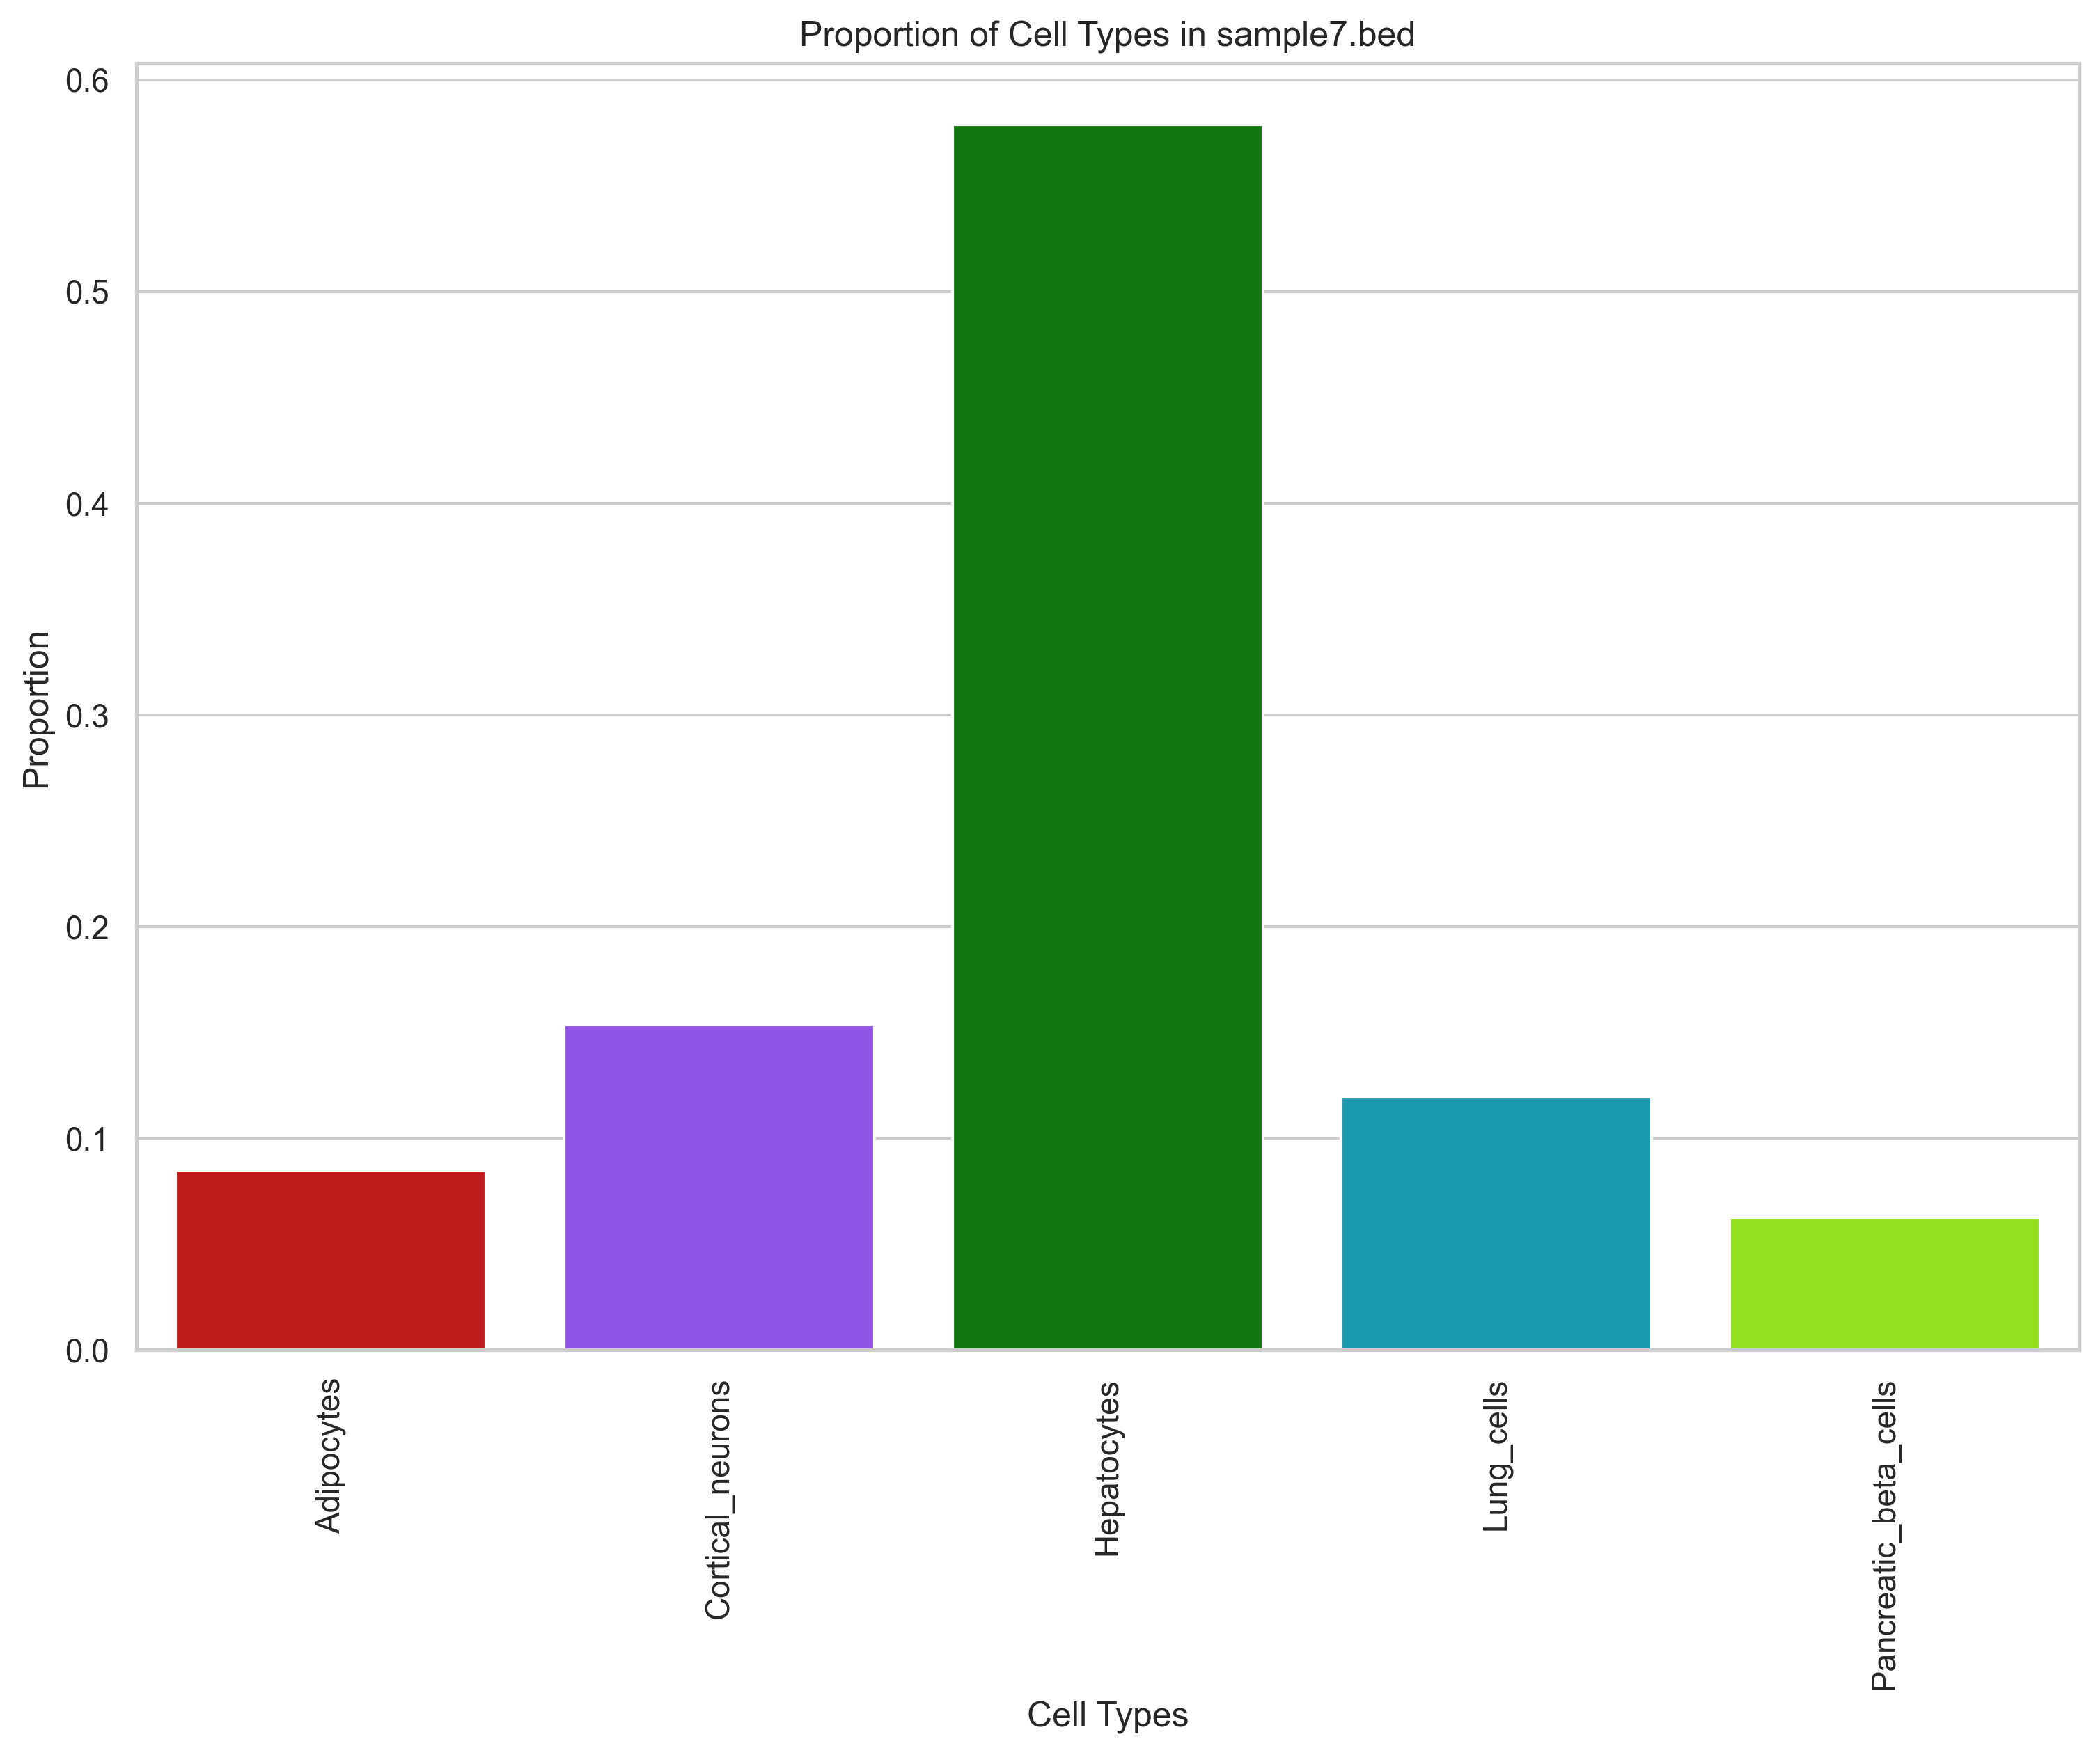 Proportion of Cell Types in sample7.bed
0.6
0.5
0.4
0.3
0.2
0.1
0.0
Proportion
Adipocytes
Cortical_neurons
Hepatocytes
Lung_cells
Pancreatic_beta_cells
Cell Types